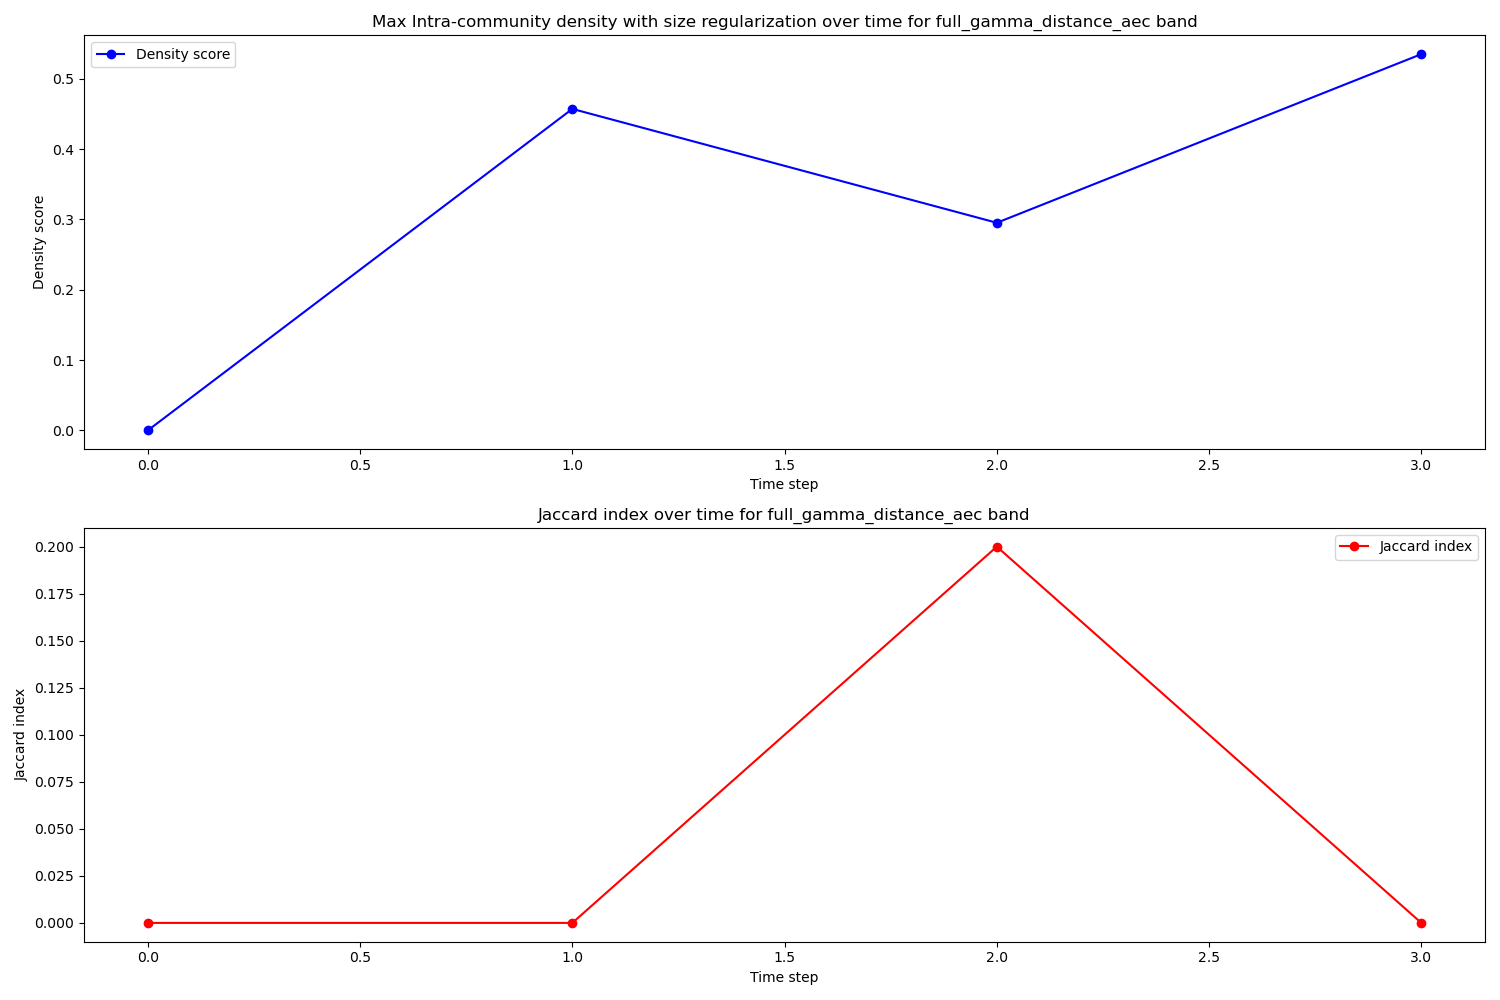 Max Intra-community density with size regularization over time for full_gamma_distance_aec band
Density score
Density score
0.5
0.4
0.3
0.2
0.1
0.0
0.0 0.5 1.0 1.5 2.0 2.5 3.0
Time step
Jaccard index over time for full_gamma_distance_aec band
Jaccard index
Jaccard index
0.200
0.175
0.150
0.125
0.100
0.075
0.050
0.025
0.000
0.0 0.5 1.0 1.5 2.0 2.5 3.0
Time step